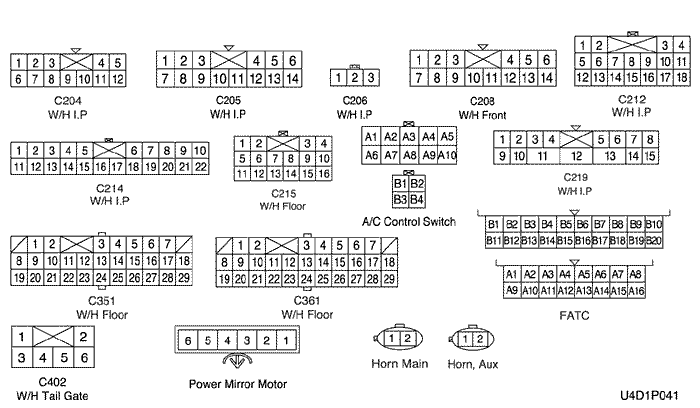 1 2 3 4 5
6 7 8 9 10 11 12
C204
W/H I.P
1 2 3 4 5 6
7 8 9 10 11 12 13 14
C205
W/H I.P
1 2 3
C206
W/H I.P
1 2 3 4 5 6
7 8 9 10 11 12 13 14
C208
W/H Front
1 2 3 4
5 6 7 8 9 10 11
12 13 14 15 16 17 18
C212
W/H I.P
1 2 3 4 5 6 7 8 9 10
11 12 13 14 15 16 17 18 19 20 21 22
C214
W/H I.P
1 2 3 4
5 6 7 8 9 10
11 12 13 14 15 16
C215
W/H Floor
A1 A2 A3 A4 A5
A6 A7 A8 A9 A10
B1 B2
B3 B4
A/C Control Switch
1 2 3 4 5 6 7 8
9 10 11 12 13 14 15
C219
W/H I.P
1 2 3 4 5 6 7
8 9 10 11 12 13 14 15 16 17 18
19 20 21 22 23 24 25 26 27 28 29
C351
W/H Floor
1 2 3 4 5 6 7
8 9 10 11 12 13 14 15 16 17 18
19 20 21 22 23 24 25 26 27 28 29
C361
W/H Floor
B1 B2 B3 B4 B5 B6 B7 B8 B9 B10
B11 B12 B13 B14 B15 B16 B17 B18 B19 B20
A1 A2 A3 A4 A5 A6 A7 A8
A9 A10 A11 A12 A13 A14 A15 A16
FATC
1 2
3 4 5 6
C402
W/H Tail Gate
6 5 4 3 2 1
Power Mirror Motor
1 2
Horn Main
1 2
Horn, Aux
U4D1P041